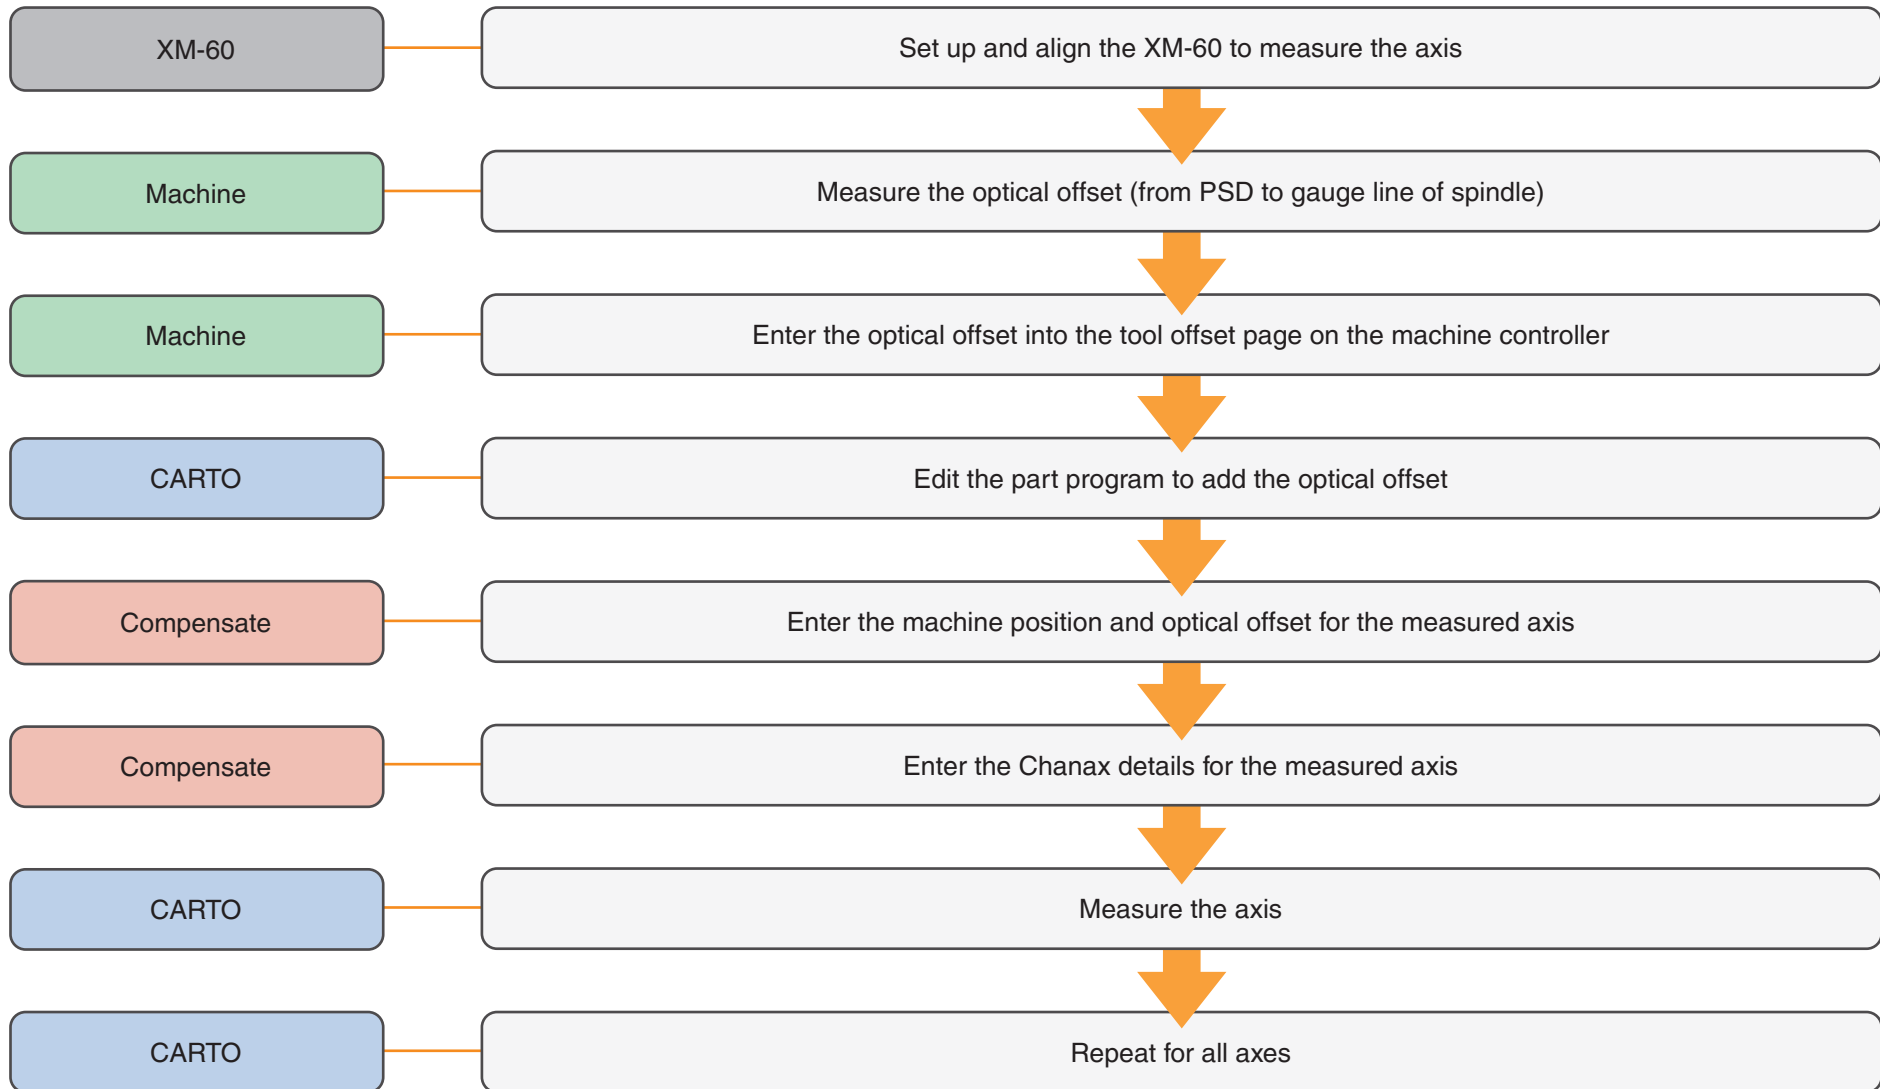 XM-60
Set up and align the XM-60 to measure the axis
Machine
Measure the optical offset (from PSD to gauge line of spindle)
Machine
Enter the optical offset into the tool offset page on the machine controller
CARTO
Edit the part program to add the optical offset
Compensate
Enter the machine position and optical offset for the measured axis
Compensate
Enter the Chanax details for the measured axis
CARTO
Measure the axis
CARTO
Repeat for all axes